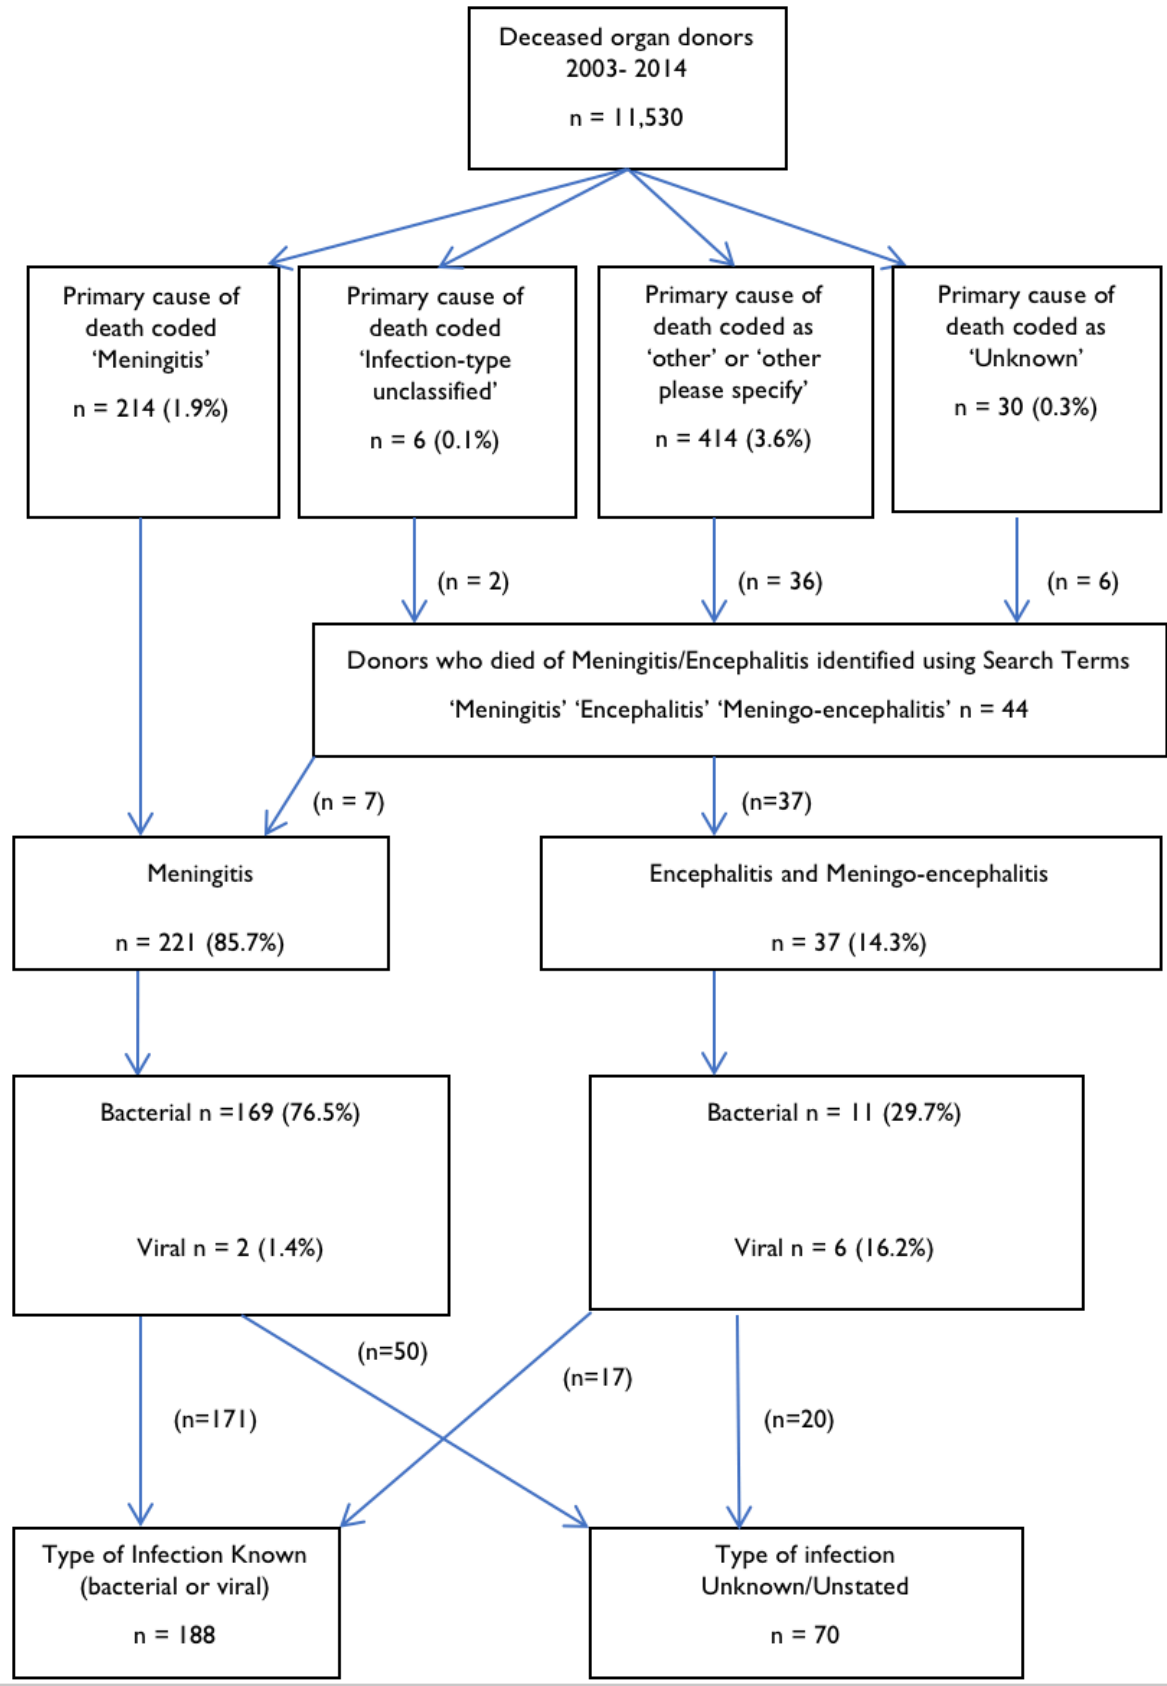 Deceased organ donors
2003- 2014
n = 11,530
Primary cause of
death coded
‘Meningitis’
n = 214 (1.9%)
Primary cause of
death coded
‘Infection-type
unclassified’
n = 6 (0.1%)
Primary cause of
death coded as
‘other’ or ‘other
please specify’
n = 414 (3.6%)
Primary cause of
death coded as
‘Unknown’
n = 30 (0.3%)
(n = 2)
(n = 36)
(n = 6)
Donors who died of Meningitis/Encephalitis identified using Search Terms
‘Meningitis’ ‘Encephalitis’ ‘Meningo-encephalitis’ n = 44
(n = 7)
(n=37)
Meningitis
n = 221 (85.7%)
Encephalitis and Meningo-encephalitis
n = 37 (14.3%)
Bacterial n =169 (76.5%)
Viral n = 2 (1.4%)
Bacterial n = 11 (29.7%)
Viral n = 6 (16.2%)
(n=50)
(n=17)
(n=171)
(n=20)
Type of Infection Known
(bacterial or viral)
n = 188
Type of infection
Unknown/Unstated
n = 70